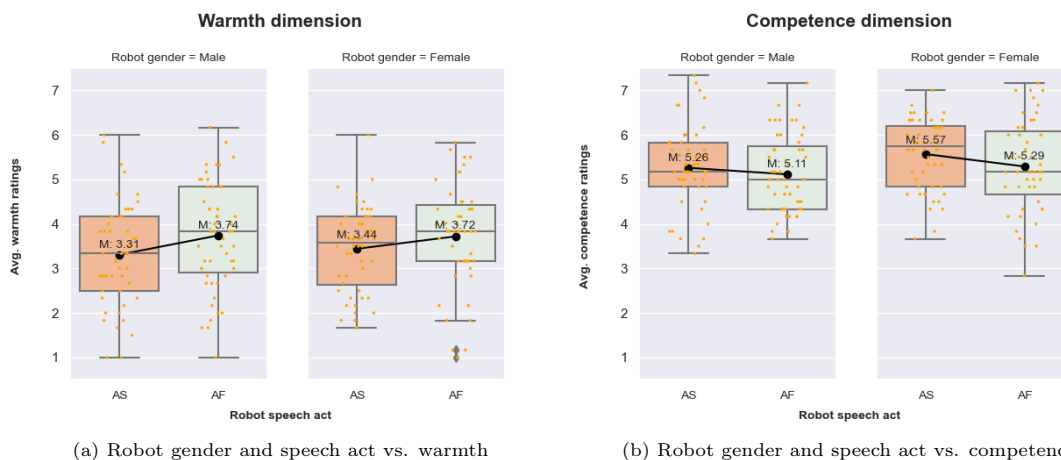 Warmth dimension
Robot gender = Male
Robot gender = Female
Avg. warmth ratings
7
6
5
4
3
2
1
M: 3.31
M: 3.74
M: 3.44
M: 3.72
AS
AF
AS
AF
Robot speech act
(a) Robot gender and speech act vs. warmth
Competence dimension
Robot gender = Male
Robot gender = Female
Avg. competence ratings
7
6
5
4
3
2
1
M: 5.26
M: 5.11
M: 5.57
M: 5.29
AS
AF
AS
AF
Robot speech act
(b) Robot gender and speech act vs. competen